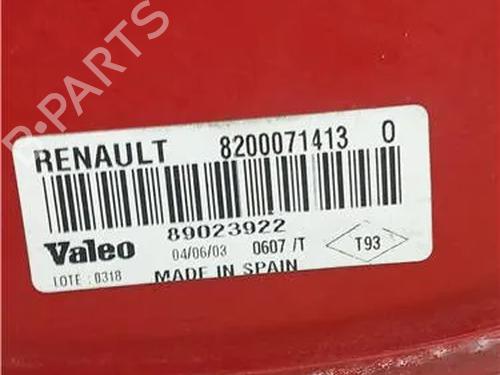 B-PARTS
RENAULT 8200071413 0
89023922
Valeo 04/06/03 0607 /T T93
LOTE : 0318 MADE IN SPAIN